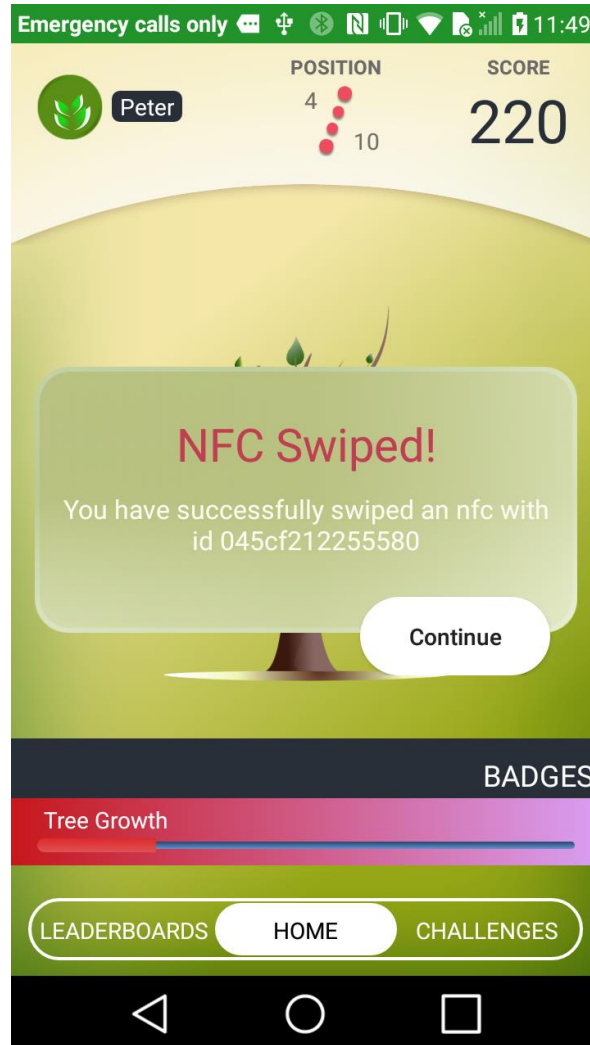 Emergency calls only
11:49
POSITION
SCORE
Peter
4
10
220
NFC Swiped!
You have successfully swiped an nfc with
id 045cf212255580
Continue
BADGES
Tree Growth
LEADERBOARDS
HOME
CHALLENGES